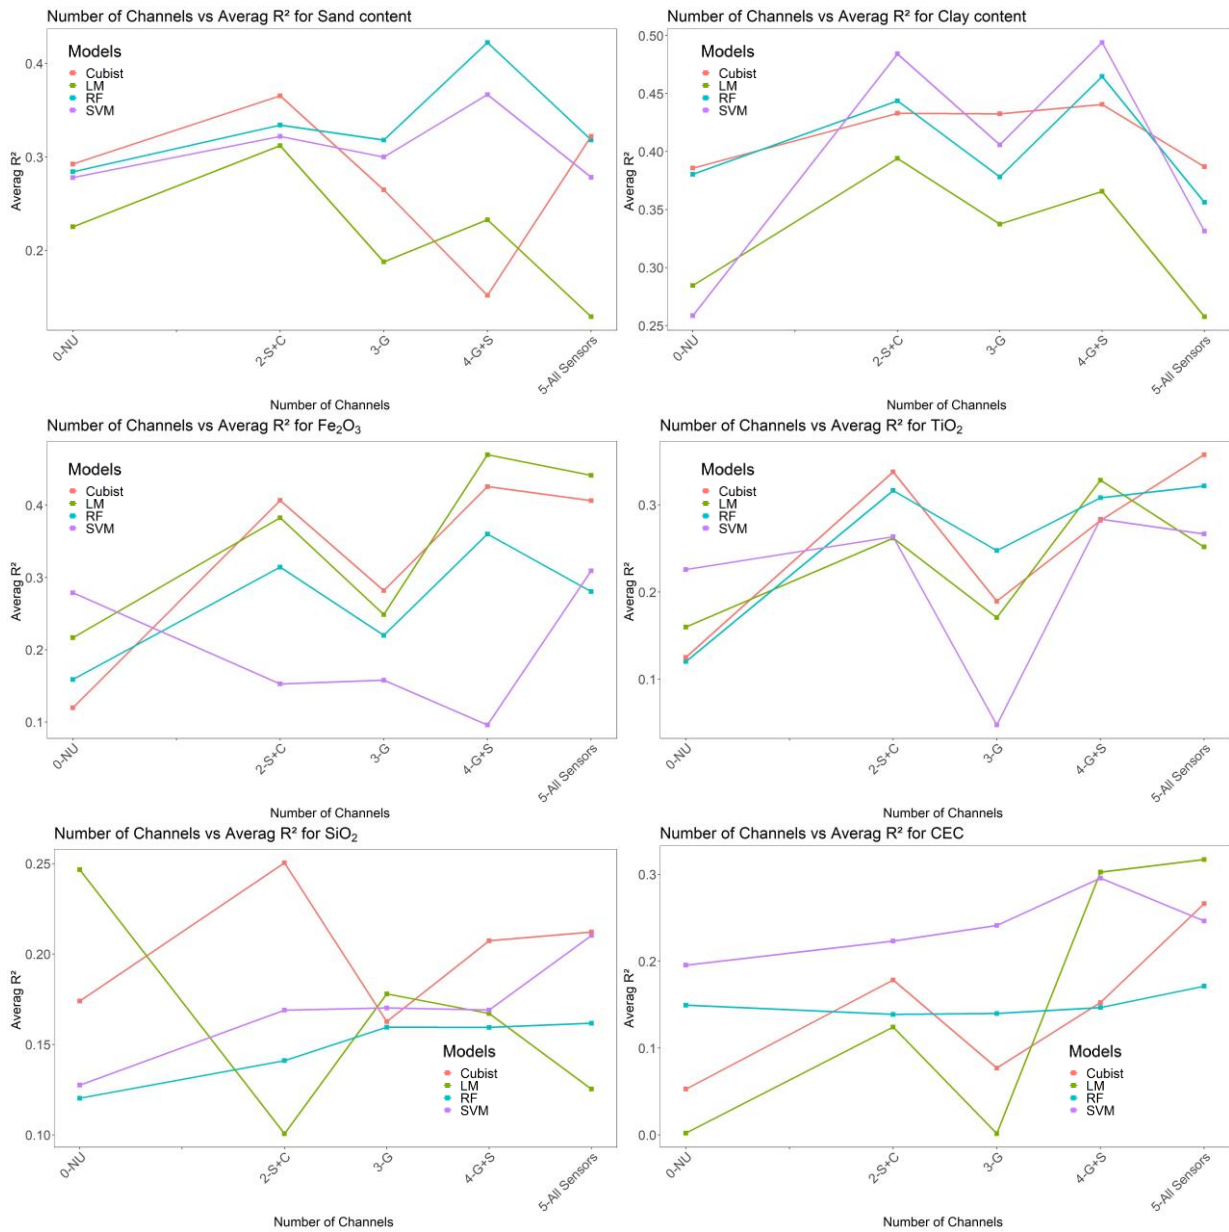 Number of Channels vs Averag R² for Sand content
Models
Cubist
LM
RF
SVM
Averag R²
0.4
0.3
0.2
0-NU
2-S+C
3-G
4-G+S
5-All Sensors
Number of Channels
Number of Channels vs Averag R² for Clay content
Models
Cubist
LM
RF
SVM
Averag R²
0.50
0.45
0.40
0.35
0.30
0.25
0-NU
2-S+C
3-G
4-G+S
5-All Sensors
Number of Channels
Number of Channels vs Averag R² for Fe₂O₃
Models
Cubist
LM
RF
SVM
Averag R²
0.4
0.3
0.2
0.1
0-NU
2-S+C
3-G
4-G+S
5-All Sensors
Number of Channels
Number of Channels vs Averag R² for TiO₂
Models
Cubist
LM
RF
SVM
Averag R²
0.3
0.2
0.1
0-NU
2-S+C
3-G
4-G+S
5-All Sensors
Number of Channels
Number of Channels vs Averag R² for SiO₂
Averag R²
0.25
0.20
0.15
0.10
Models
Cubist
LM
RF
SVM
0-NU
2-S+C
3-G
4-G+S
5-All Sensors
Number of Channels
Number of Channels vs Averag R² for CEC
Averag R²
0.3
0.2
0.1
0.0
Models
Cubist
LM
RF
SVM
0-NU
2-S+C
3-G
4-G+S
5-All Sensors
Number of Channels